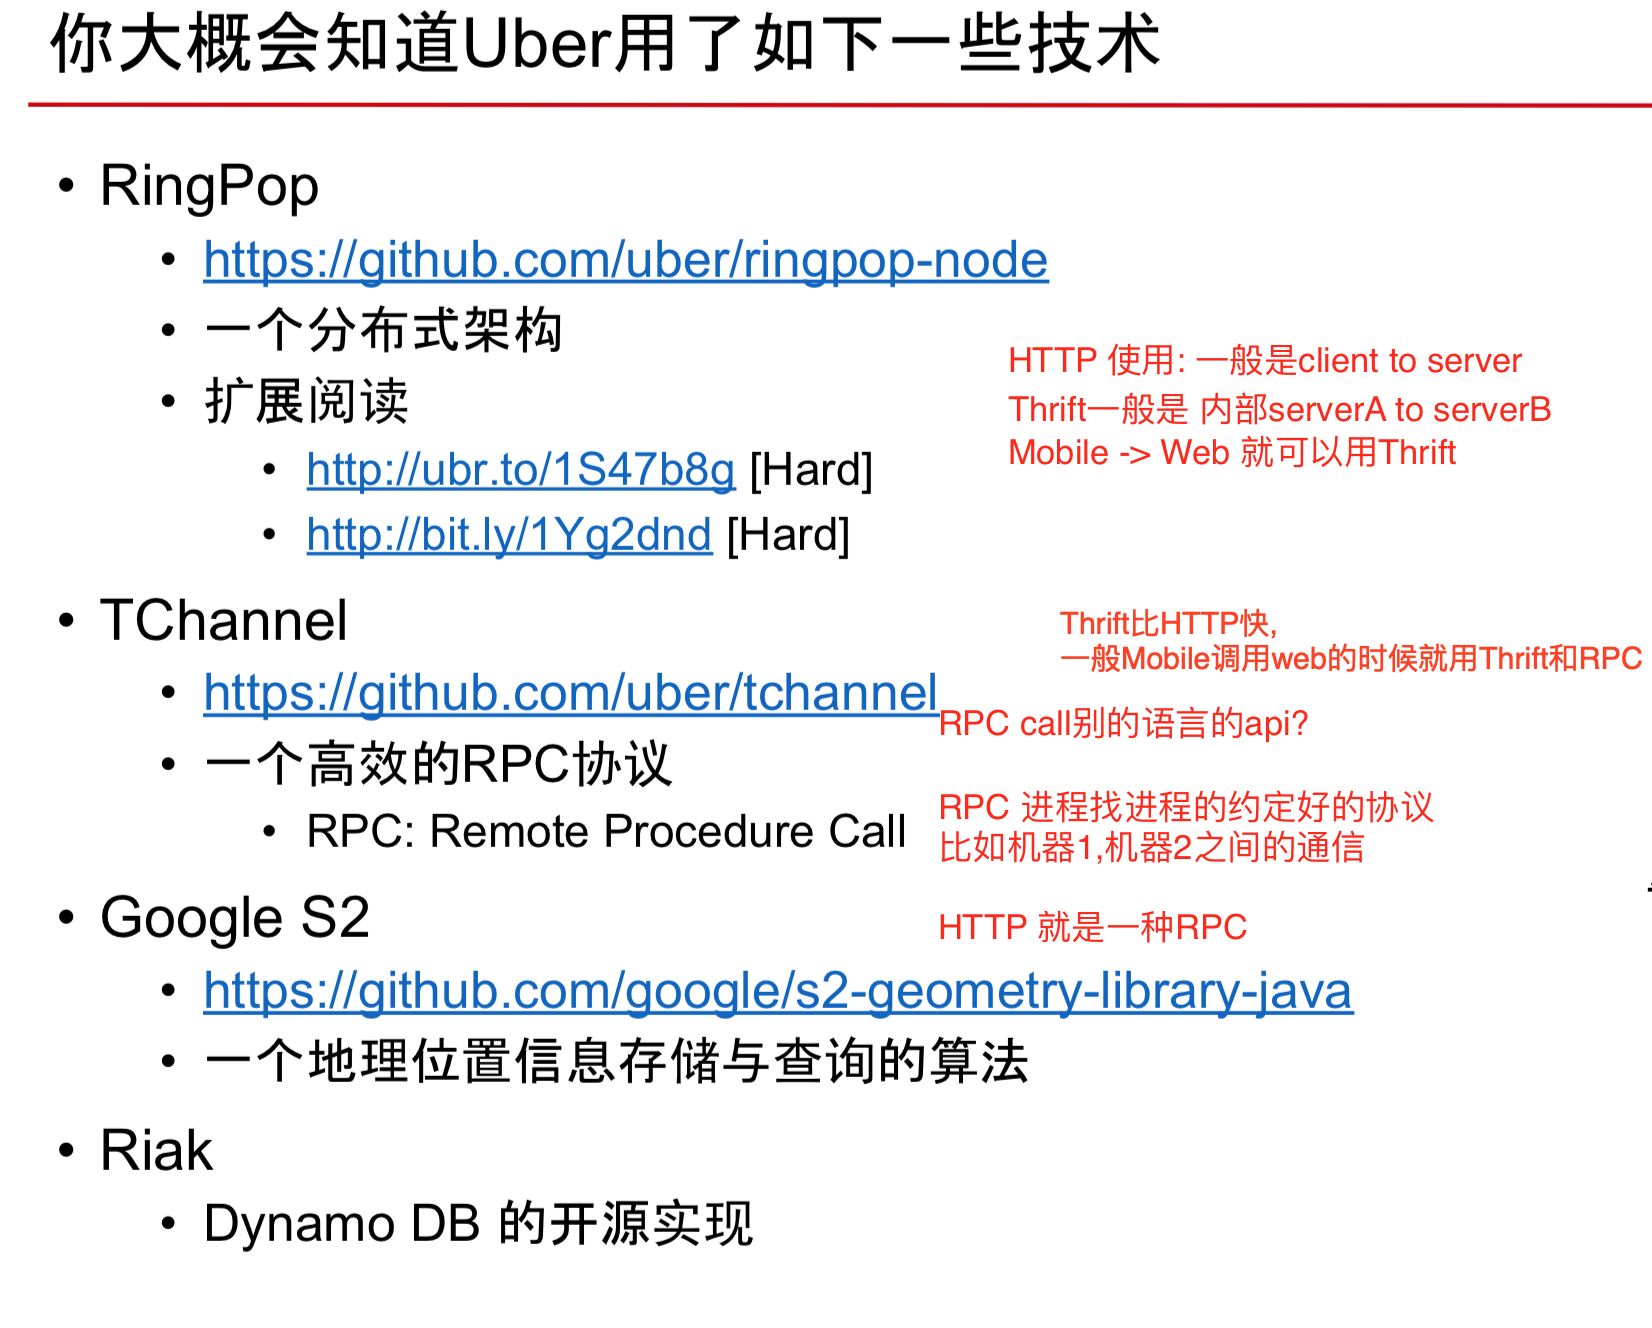 你大概会知道Uber用了如下一些技术
• RingPop
• https://github.com/uber/ringpop-node
• 一个分布式架构
• 扩展阅读
• http://ubr.to/1S47b8g [Hard]
• http://bit.ly/1Yg2dnd [Hard]
HTTP 使用: 一般是client to server
Thrift一般是 内部serverA to serverB
Mobile -> Web 就可以用Thrift
• TChannel
• https://github.com/uber/tchannel
• 一个高效的RPC协议
• RPC: Remote Procedure Call
Thrift比HTTP快,
一般Mobile调用web的时候就用Thrift和RPC
RPC call别的语言的api?
RPC 进程找进程的约定好的协议
比如机器1,机器2之间的通信
HTTP 就是一种RPC
• Google S2
• https://github.com/google/s2-geometry-library-java
• 一个地理位置信息存储与查询的算法
• Riak
• Dynamo DB 的开源实现